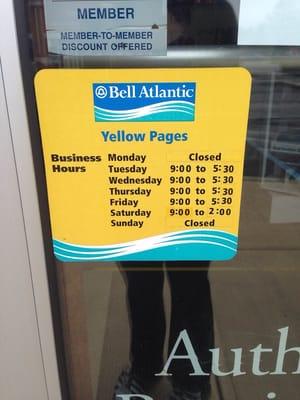 MEMBER
MEMBER-TO-MEMBER
DISCOUNT OFFERED
Bell Atlantic
Yellow Pages
Business Hours
Monday Closed
Tuesday 9:00 to 5:30
Wednesday 9:00 to 5:30
Thursday 9:00 to 5:30
Friday 9:00 to 5:30
Saturday 9:00 to 2:00
Sunday Closed
Auth